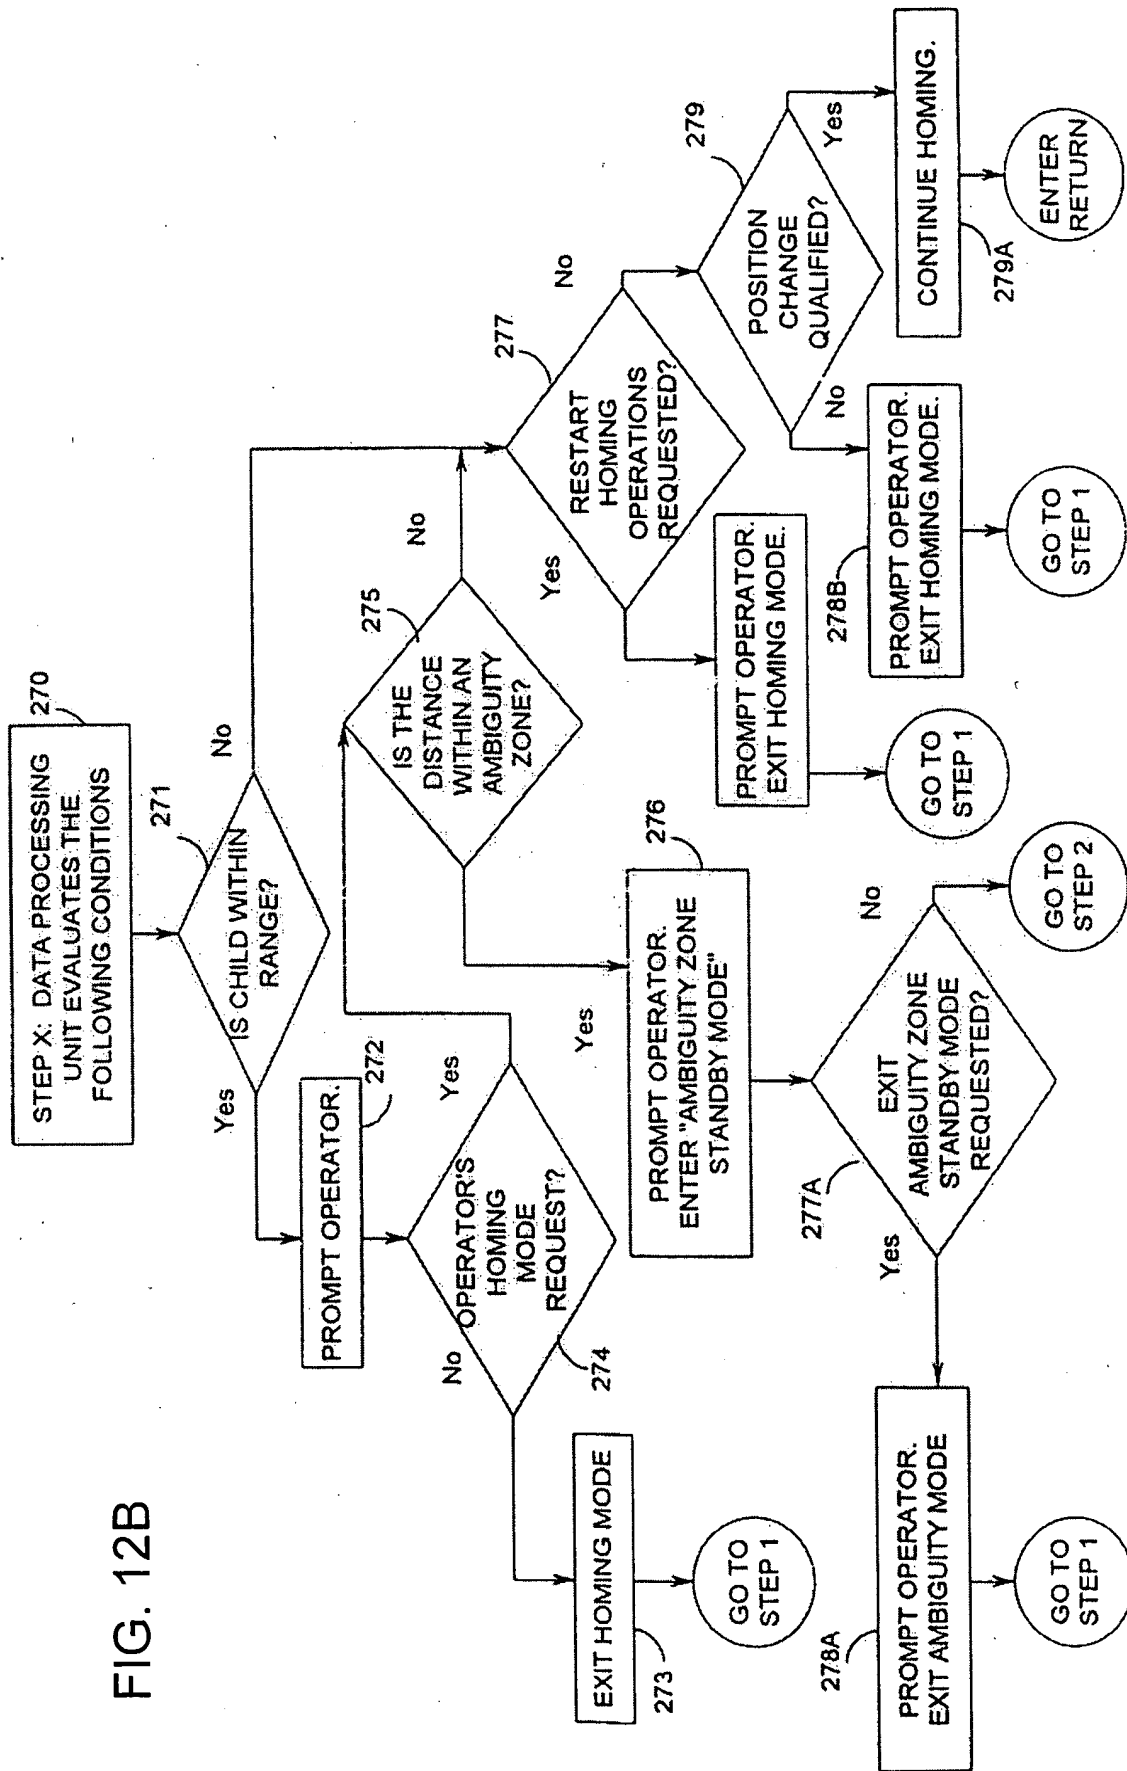 FIG. 12B
STEP X: DATA PROCESSING
UNIT EVALUATES THE
FOLLOWING CONDITIONS
270
271
IS CHILD WITHIN
RANGE?
Yes
No
PROMPT OPERATOR.
272
OPERATOR'S
HOMING
MODE
REQUEST?
274
Yes
No
EXIT HOMING MODE
273
GO TO
STEP 1
IS THE
DISTANCE
WITHIN AN
AMBIGUITY
ZONE?
275
No
Yes
PROMPT OPERATOR.
ENTER "AMBIGUITY ZONE
STANDBY MODE"
276
EXIT
AMBIGUITY ZONE
STANDBY MODE
REQUESTED?
277A
Yes
No
GO TO
STEP 2
PROMPT OPERATOR.
EXIT AMBIGUITY MODE
278A
GO TO
STEP 1
RESTART
HOMING
OPERATIONS
REQUESTED?
277
Yes
No
PROMPT OPERATOR.
EXIT HOMING MODE.
GO TO
STEP 1
POSITION
CHANGE
QUALIFIED?
279
No
Yes
PROMPT OPERATOR.
EXIT HOMING MODE.
278B
GO TO
STEP 1
CONTINUE HOMING.
279A
ENTER
RETURN